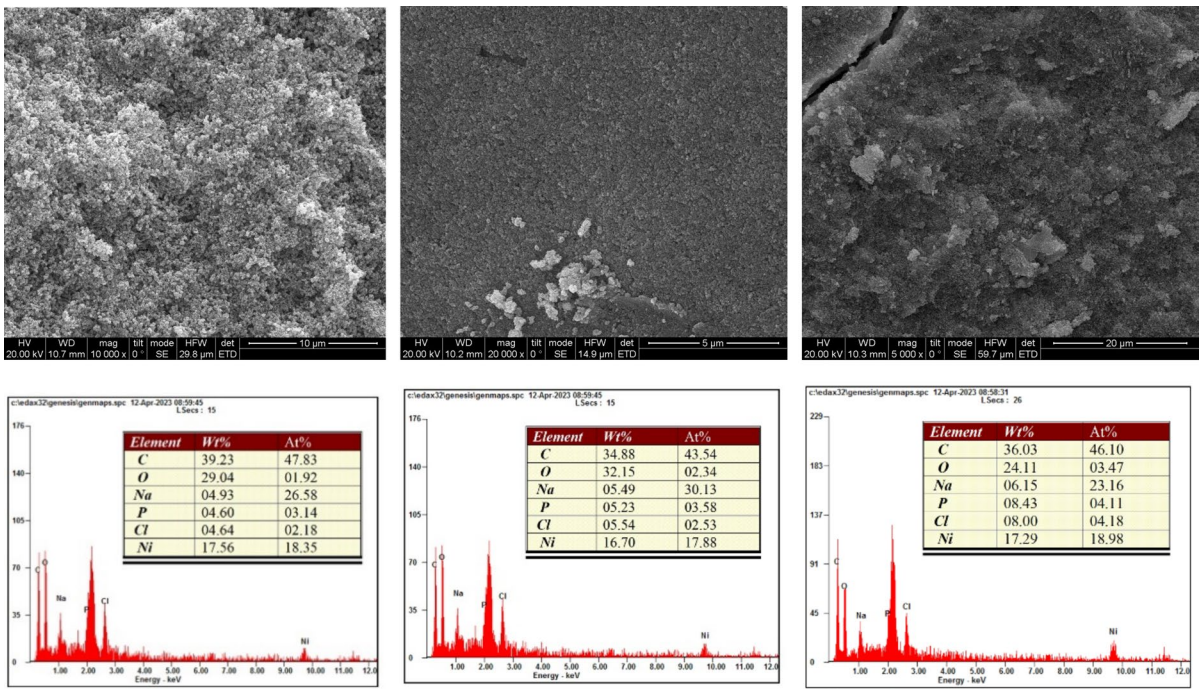 HV WD mag tilt mode HFW det
20.00 kV 10.7 mm 10 000 x 0 ° SE 29.8 µm ETD
10 µm
HV WD mag tilt mode HFW det
20.00 kV 10.2 mm 20 000 x 0 ° SE 14.9 µm ETD
5 µm
HV WD mag tilt mode HFW det
20.00 kV 10.3 mm 5 000 x 0 ° SE 59.7 µm ETD
20 µm
c:\edax32\genesis\genmaps.spc 12-Apr-2023 08:59:45
LSecs : 15
176
140
105
70
35
0
Element Wt% At%
C 39.23 47.83
O 29.04 01.92
Na 04.93 26.58
P 04.60 03.14
Cl 04.64 02.18
Ni 17.56 18.35
C O Na P Cl Ni
1.00 2.00 3.00 4.00 5.00 6.00 7.00 8.00 9.00 10.00 11.00 12.0
Energy - keV
c:\edax32\genesis\genmaps.spc 12-Apr-2023 08:59:45
LSecs : 15
176
140
105
70
35
0
Element Wt% At%
C 34.88 43.54
O 32.15 02.34
Na 05.49 30.13
P 05.23 03.58
Cl 05.54 02.53
Ni 16.70 17.88
C O Na P Cl Ni
1.00 2.00 3.00 4.00 5.00 6.00 7.00 8.00 9.00 10.00 11.00 12.0
Energy - keV
c:\edax32\genesis\genmaps.spc 12-Apr-2023 08:58:31
LSecs : 26
229
183
137
91
45
0
Element Wt% At%
C 36.03 46.10
O 24.11 03.47
Na 06.15 23.16
P 08.43 04.11
Cl 08.00 04.18
Ni 17.29 18.98
C O Na P Cl Ni
1.00 2.00 3.00 4.00 5.00 6.00 7.00 8.00 9.00 10.00 11.00 12.0
Energy - keV